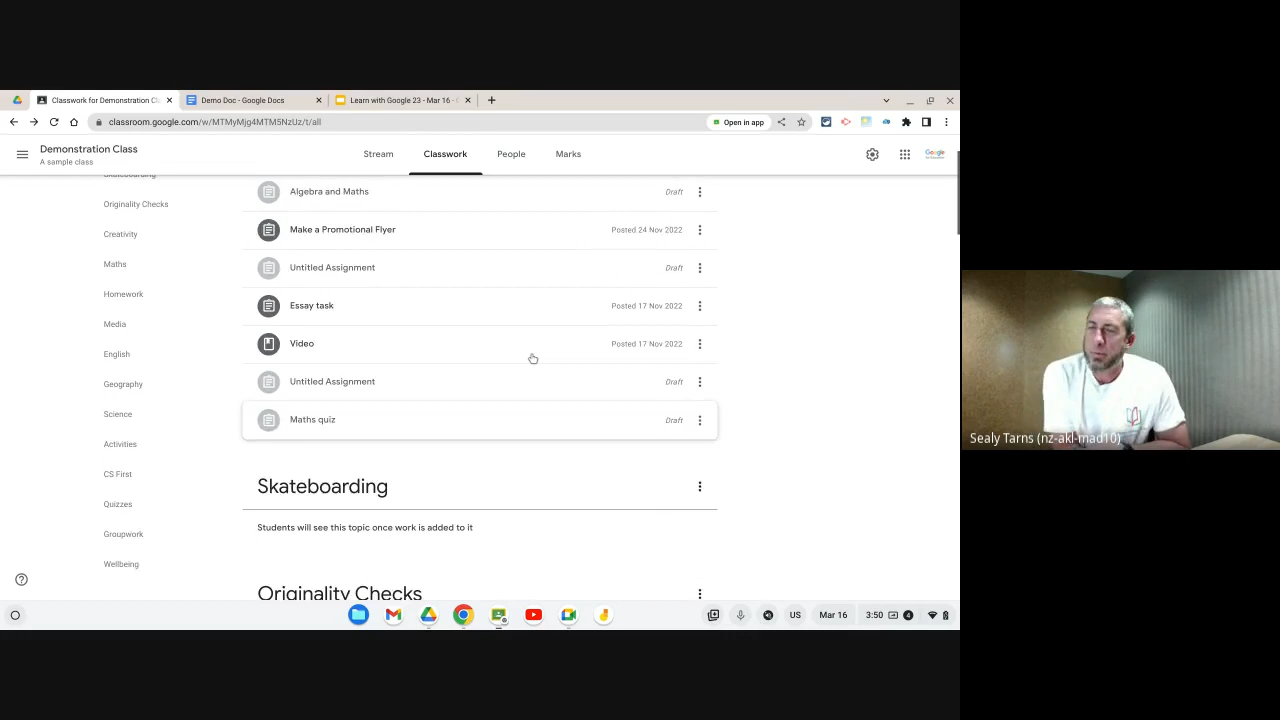 Classwork for Demonstration Cl
Demo Doc - Google Docs
Learn with Google 23 - Mar 16 -
classroom.google.com/w/MTMyMjg4MTM5NzUz/t/all
Open in app
Demonstration Class
A sample class
Stream
Classwork
People
Marks
Google
Skateboarding
Originality Checks
Creativity
Maths
Homework
Media
English
Geography
Science
Activities
CS First
Quizzes
Groupwork
Wellbeing
Algebra and Maths
Draft
Make a Promotional Flyer
Posted 24 Nov 2022
Untitled Assignment
Draft
Essay task
Posted 17 Nov 2022
Video
Posted 17 Nov 2022
Untitled Assignment
Draft
Maths quiz
Draft
Skateboarding
Students will see this topic once work is added to it
Originality Checks
US
Mar 16
3:50
4
Sealy Tarns (nz-akl-mad10)